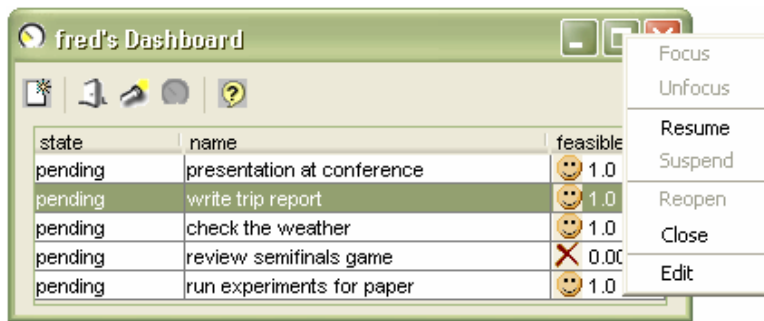 fred's Dashboard
Focus
Unfocus
Resume
Suspend
Reopen
Close
Edit
state name feasible
pending presentation at conference 1.0
pending write trip report 1.0
pending check the weather 1.0
pending review semifinals game 0.00
pending run experiments for paper 1.0